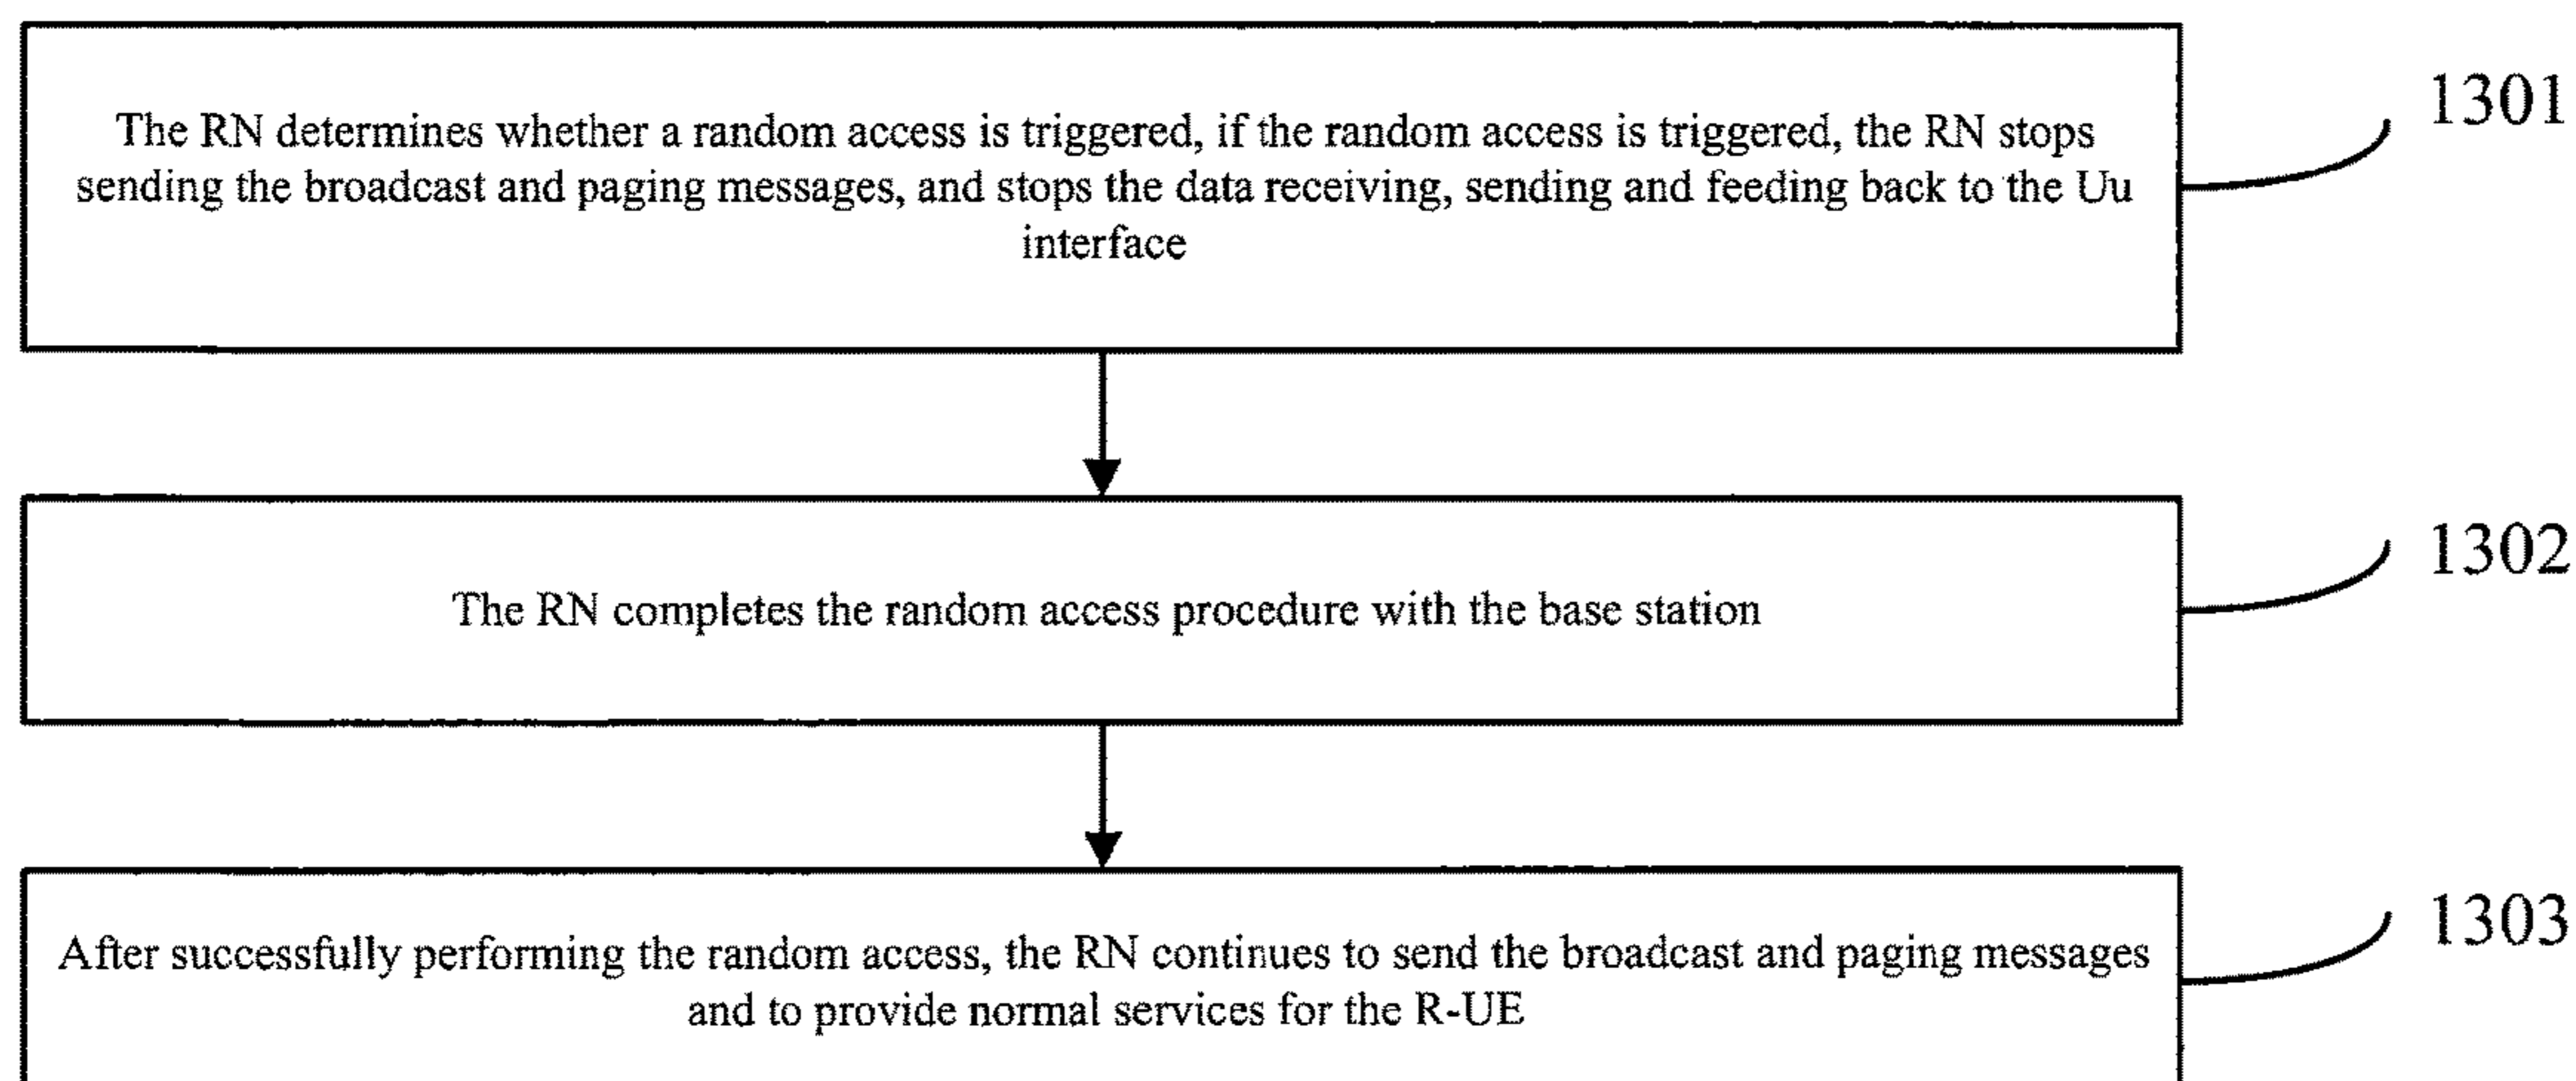 The RN determines whether a random access is triggered, if the random access is triggered, the RN stops
sending the broadcast and paging messages, and stops the data receiving, sending and feeding back to the Uu
interface
1301
The RN completes the random access procedure with the base station
1302
After successfully performing the random access, the RN continues to send the broadcast and paging messages
and to provide normal services for the R-UE
1303